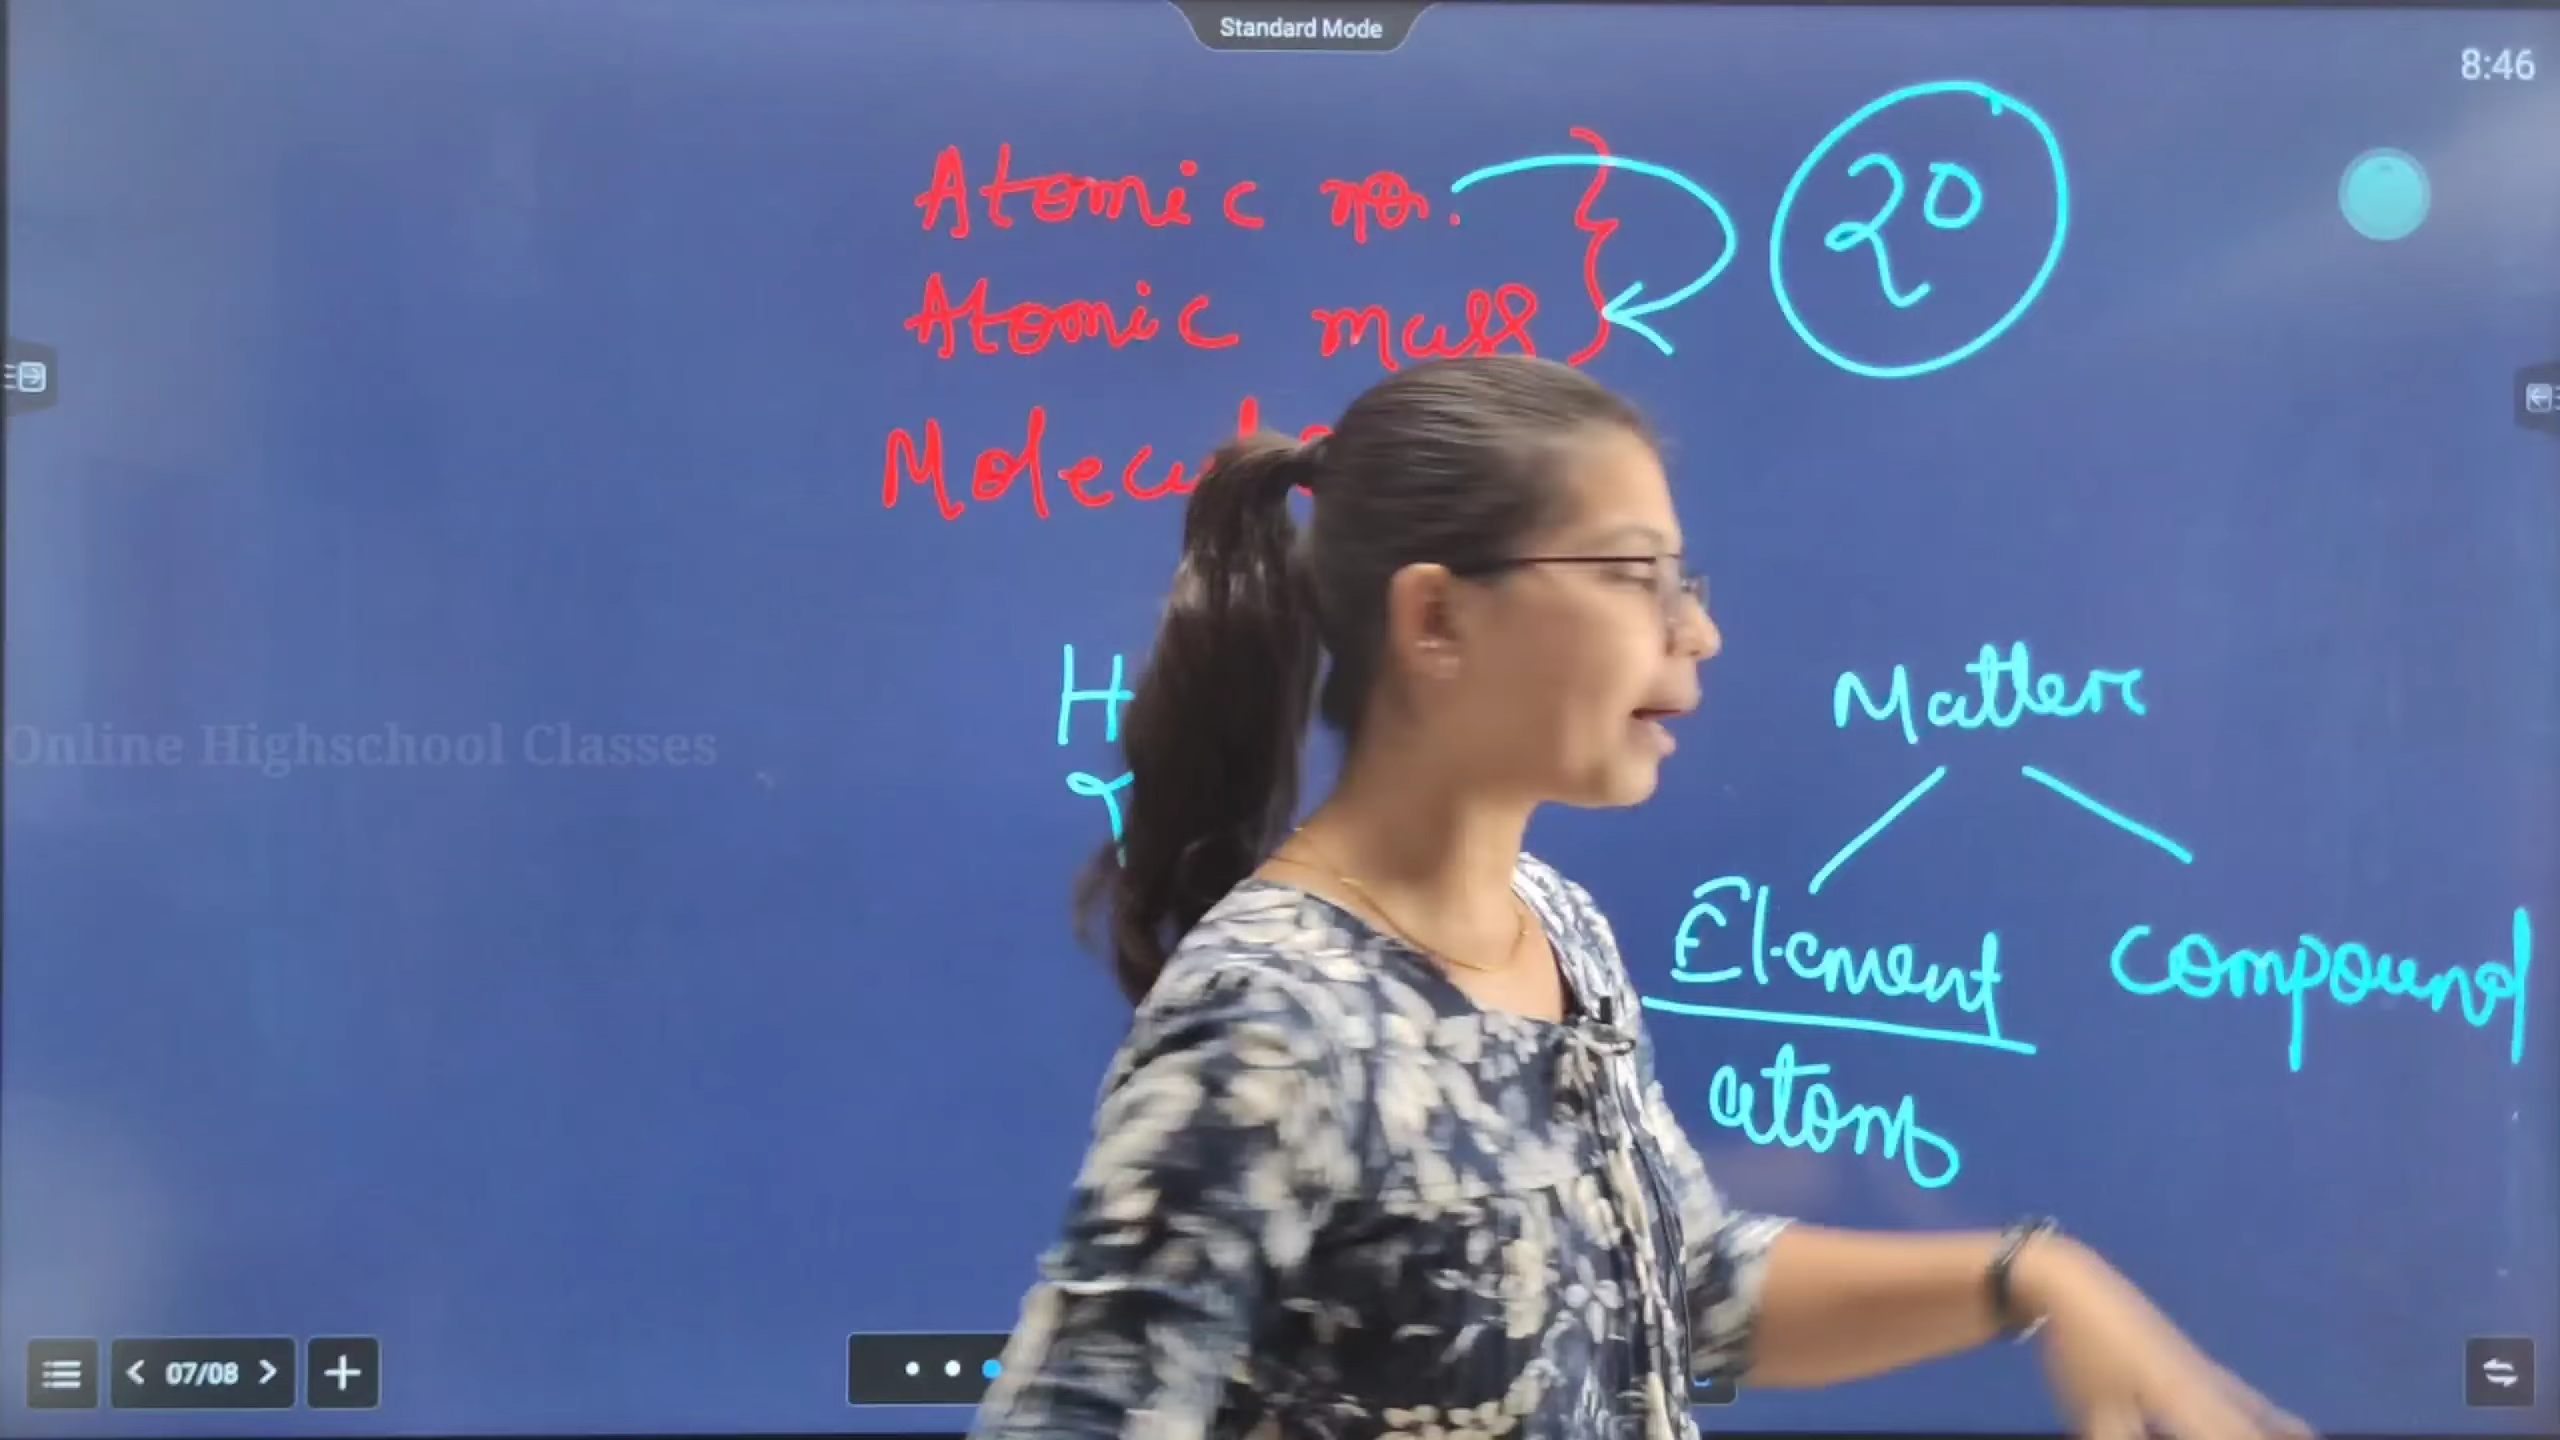 Standard Mode
8:46
Atomic no.
20
Atomic mass
H
Matter
Online Highschool Classes
Element
compound
atom
07/08